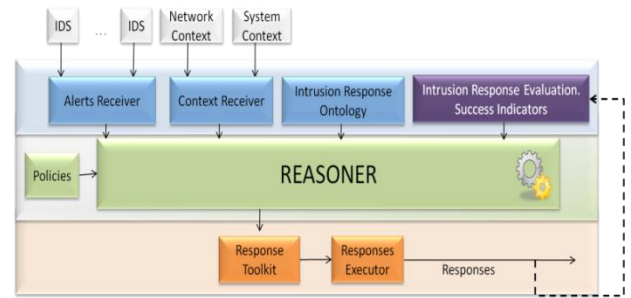 IDS
...
IDS
Network
Context
System
Context
Alerts Receiver
Context Receiver
Intrusion Response
Ontology
Intrusion Response Evaluation.
Success Indicators
Policies
REASONER
Response
Toolkit
Responses
Executor
Responses